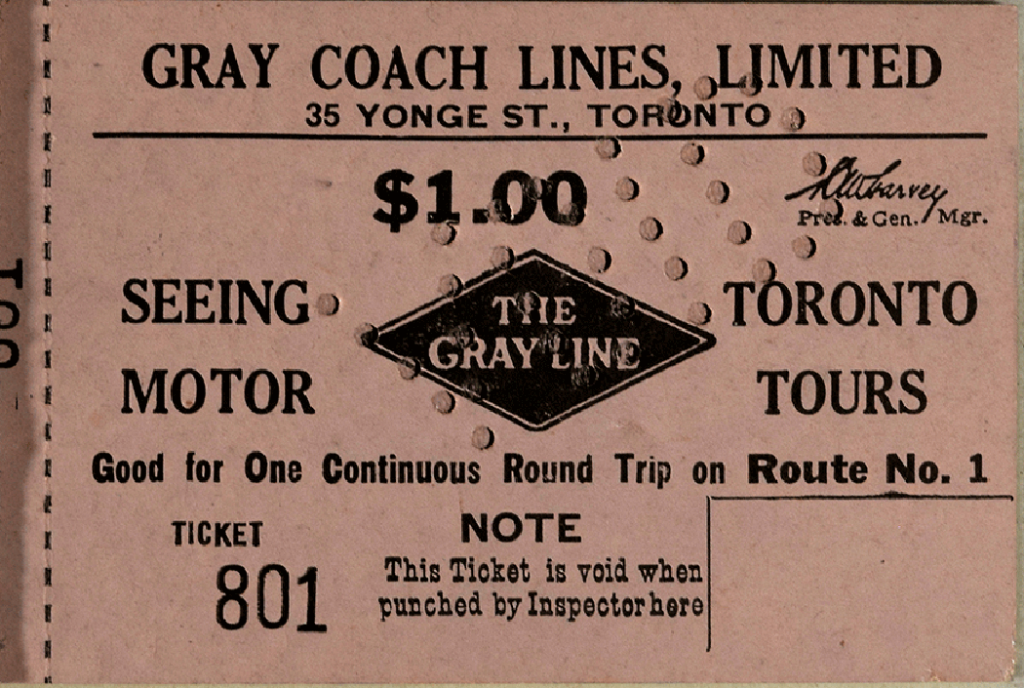 GRAY COACH LINES, LIMITED
35 YONGE ST., TORONTO
$1.00
Pres. & Gen. Mgr.
SEEING TORONTO
THE
GRAY LINE
MOTOR TOURS
Good for One Continuous Round Trip on Route No. 1
TICKET
801
NOTE
This Ticket is void when
punched by Inspector here
801